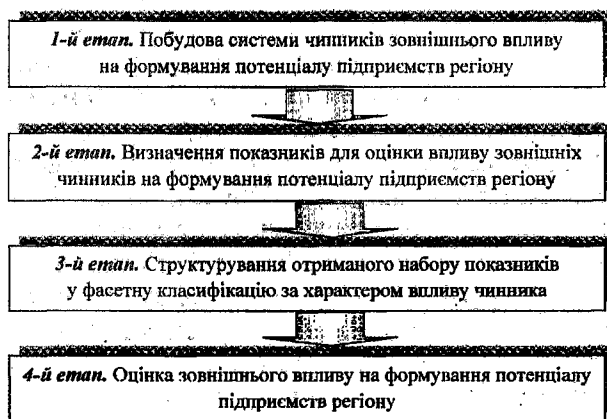 1-й етап. Побудова системи чинників зовнішнього впливу
на формування потенціалу підприємств регіону
2-й етап. Визначення показників для оцінки впливу зовнішніх
чинників на формування потенціалу підприємств регіону
3-й етап. Структурування отриманого набору показників
у фасетну класифікацію за характером впливу чинника
4-й етап. Оцінка зовнішнього впливу на формування потенціалу
підприємств регіону